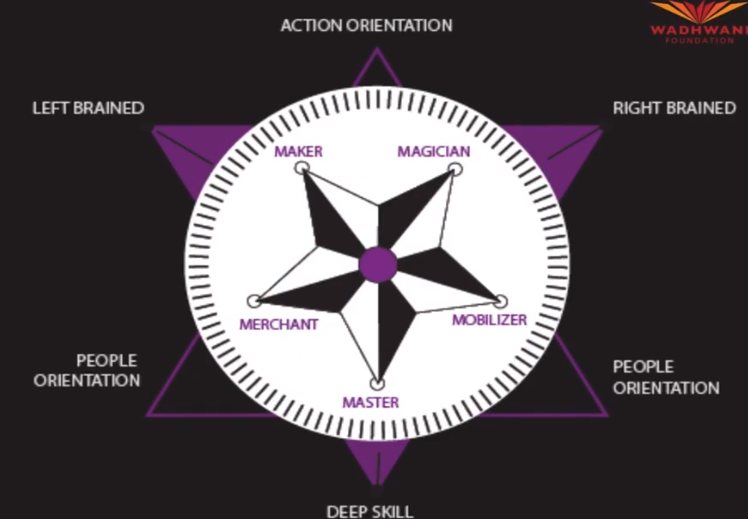 WADHWANI
FOUNDATION
ACTION ORIENTATION
LEFT BRAINED
RIGHT BRAINED
MAKER
MAGICIAN
MERCHANT
MOBILIZER
MASTER
PEOPLE
ORIENTATION
PEOPLE
ORIENTATION
DEEP SKILL